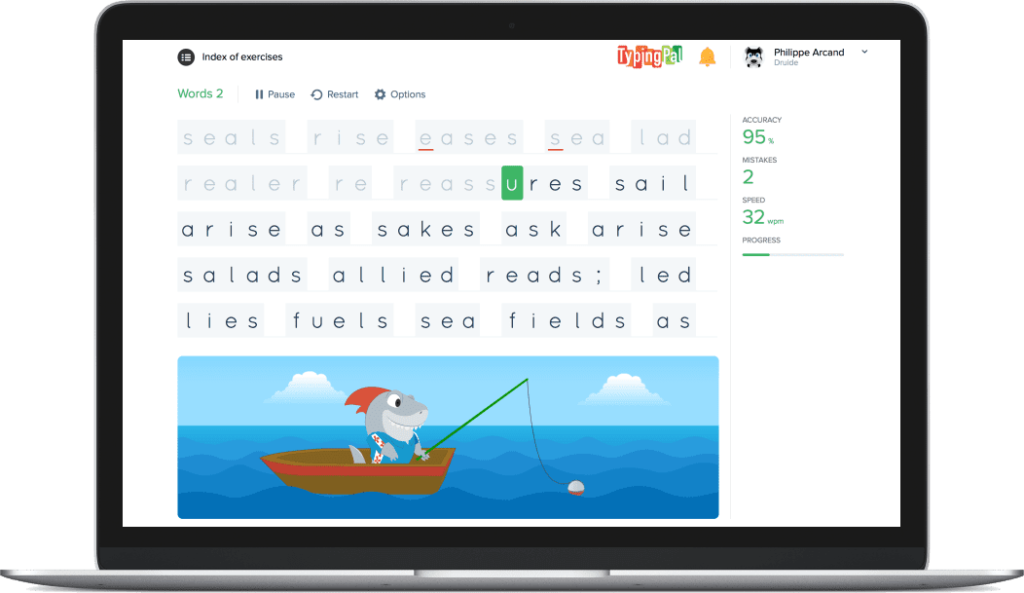 Index of exercises
TypingPal
Philippe Arcand
Druide
Words 2
Pause Restart Options
seals rise eases sea lad
realer re reassures sail
arise as sakes ask arise
salads allied reads; led
lies fuels sea fields as
ACCURACY
95 %
MISTAKES
2
SPEED
32 wpm
PROGRESS